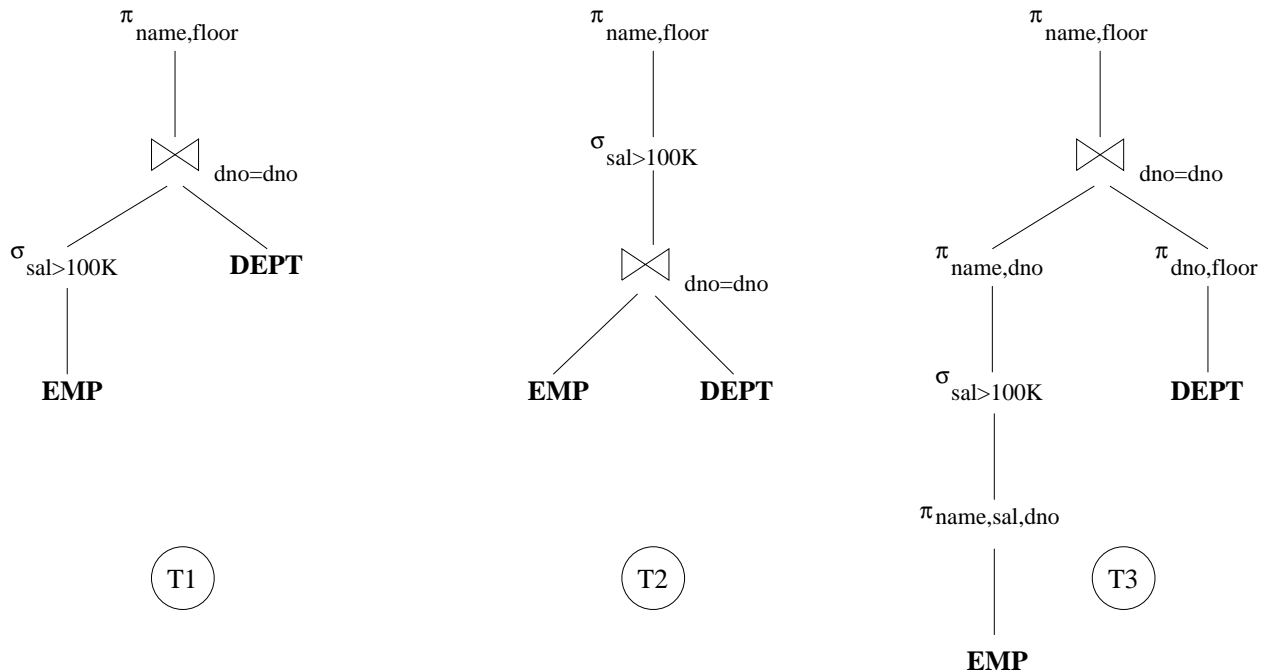 π name,floor
⋈ dno=dno
σ sal>100K
DEPT
EMP
T1
π name,floor
σ sal>100K
dno=dno
EMP
DEPT
T2
π name,floor
dno=dno
π name,dno
π dno,floor
σ sal>100K
DEPT
π name,sal,dno
T3
EMP